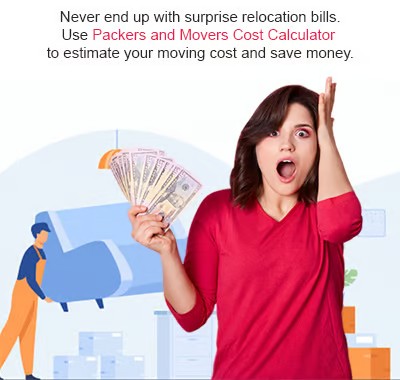 Never end up with surprise relocation bills.
Use Packers and Movers Cost Calculator
to estimate your moving cost and save money.